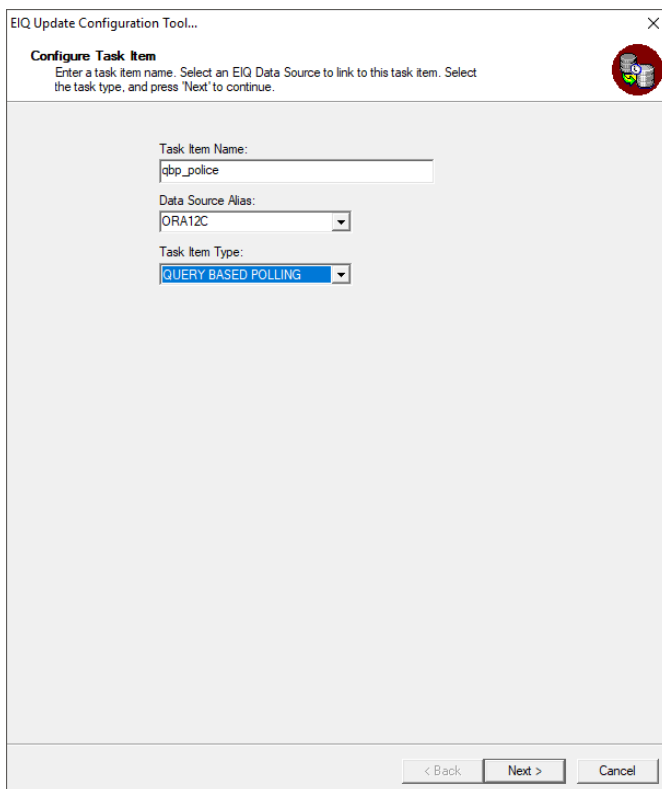 EIQ Update Configuration Tool...
Configure Task Item
Enter a task item name. Select an EIQ Data Source to link to this task item. Select
the task type, and press 'Next' to continue.
Task Item Name:
qbp_police
Data Source Alias:
ORA12C
Task Item Type:
QUERY BASED POLLING
< Back
Next >
Cancel